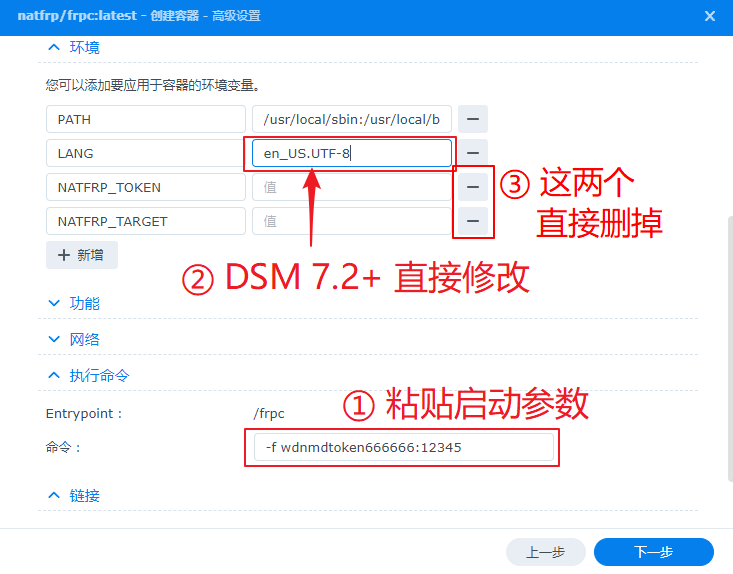 natfrp/frpc:latest - 创建容器 - 高级设置
环境
您可以添加要应用于容器的环境变量。
PATH /usr/local/sbin:/usr/local/b
LANG en_US.UTF-8
NATFRP_TOKEN 值
NATFRP_TARGET 值
③ 这两个
直接删掉
新增
② DSM 7.2+ 直接修改
功能
网络
执行命令
① 粘贴启动参数
Entrypoint : /frpc
命令 : -f wdnmdtoken666666:12345
链接
上一步 下一步